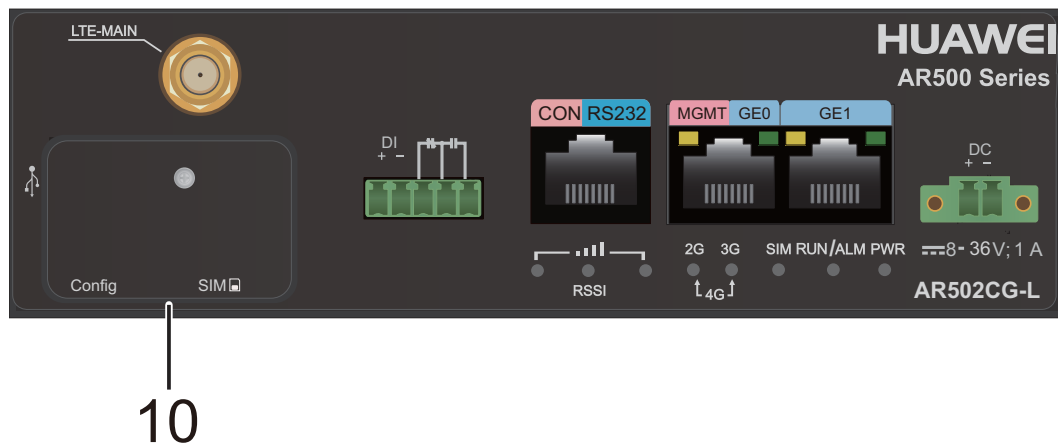 LTE-MAIN
HUAWEI
AR500 Series
CON RS232
MGMT GE0 GE1
DI
+ -
DC
+ -
2G 3G SIM RUN/ALM PWR
8- 36V; 1 A
RSSI
4G
Config SIM
AR502CG-L
10